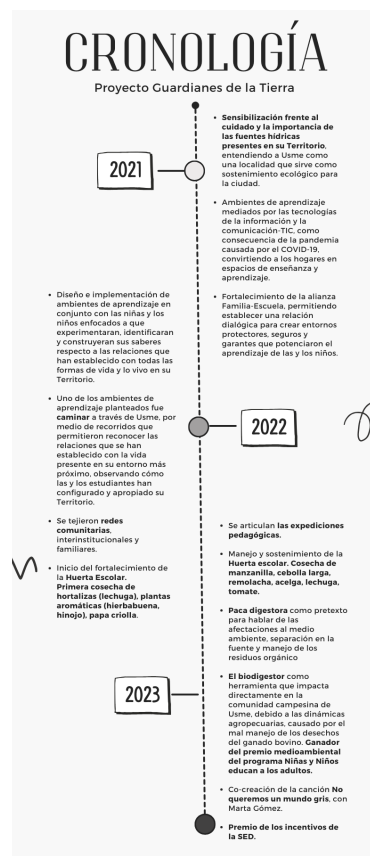 CRONOLOGÍA
Proyecto Guardianes de la Tierra
2021
• Sensibilización frente al
cuidado y la importancia de
las fuentes hídricas
presentes en su Territorio,
entendiendo a Usme como
una localidad que sirve como
sostenimiento ecológico para
la ciudad.
• Ambientes de aprendizaje
mediados por las tecnologías
de la información y la
comunicación-TIC, como
consecuencia de la pandemia
causada por el COVID-19,
convirtiendo a los hogares en
espacios de enseñanza y
aprendizaje.
• Fortalecimiento de la alianza
Familia-Escuela, permitiendo
establecer una relación
dialógica para crear entornos
protectores, seguros y
garantes que potenciaron el
aprendizaje de las y los niños.
2022
• Diseño e implementación de
ambientes de aprendizaje en
conjunto con las niñas y los
niños enfocados a que
experimentaran, identificaran
y construyeran sus saberes
respecto a las relaciones que
han establecido con todas las
formas de vida y lo vivo en su
Territorio.
• Uno de los ambientes de
aprendizaje planteados fue
caminar a través de Usme, por
medio de recorridos que
permitieron reconocer las
relaciones que se han
establecido con la vida
presente en su entorno más
próximo, observando cómo
las y los estudiantes han
configurado y apropiado su
Territorio.
• Se tejieron redes
comunitarias,
interinstitucionales y
familiares.
• Inicio del fortalecimiento de
la Huerta Escolar.
Primera cosecha de
hortalizas (lechuga), plantas
aromáticas (hierbabuena,
hinojo), papa criolla.
2023
• Se articulan las expediciones
pedagógicas.
• Manejo y sostenimiento de la
Huerta escolar. Cosecha de
manzanilla, cebolla larga,
remolacha, acelga, lechuga,
tomate.
• Paca digestora como pretexto
para hablar de las
afectaciones al medio
ambiente, separación en la
fuente y manejo de los
residuos orgánico
• El biodigestor como
herramienta que impacta
directamente en la
comunidad campesina de
Usme, debido a las dinámicas
agropecuarias, causado por el
mal manejo de los desechos
del ganado bovino. Ganador
del premio medioambiental
del programa Niñas y Niños
educan a los adultos.
• Co-creación de la canción No
queremos un mundo gris, con
Marta Gómez.
• Premio de los incentivos de
la SED.